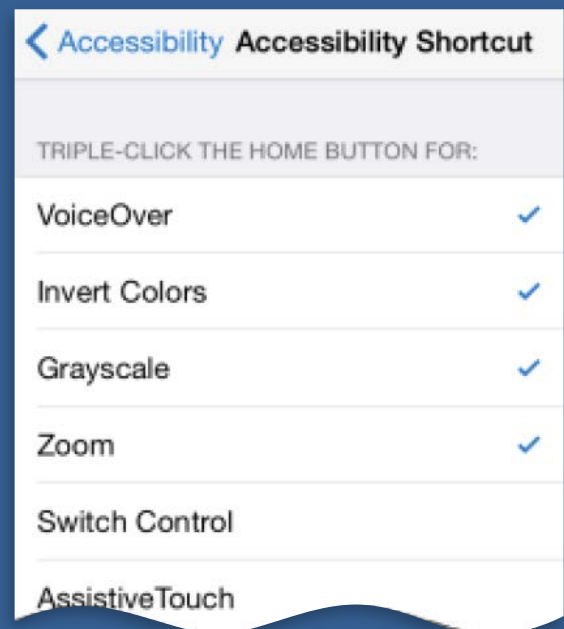 Accessibility Accessibility Shortcut
TRIPLE-CLICK THE HOME BUTTON FOR:
VoiceOver
Invert Colors
Grayscale
Zoom
Switch Control
AssistiveTouch